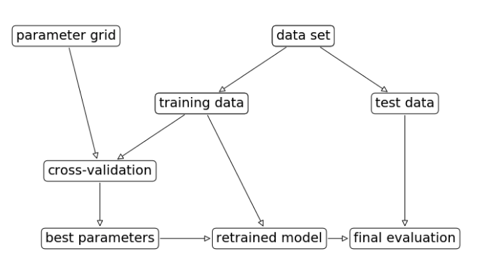 parameter grid
data set
training data
test data
cross-validation
best parameters
retrained model
final evaluation